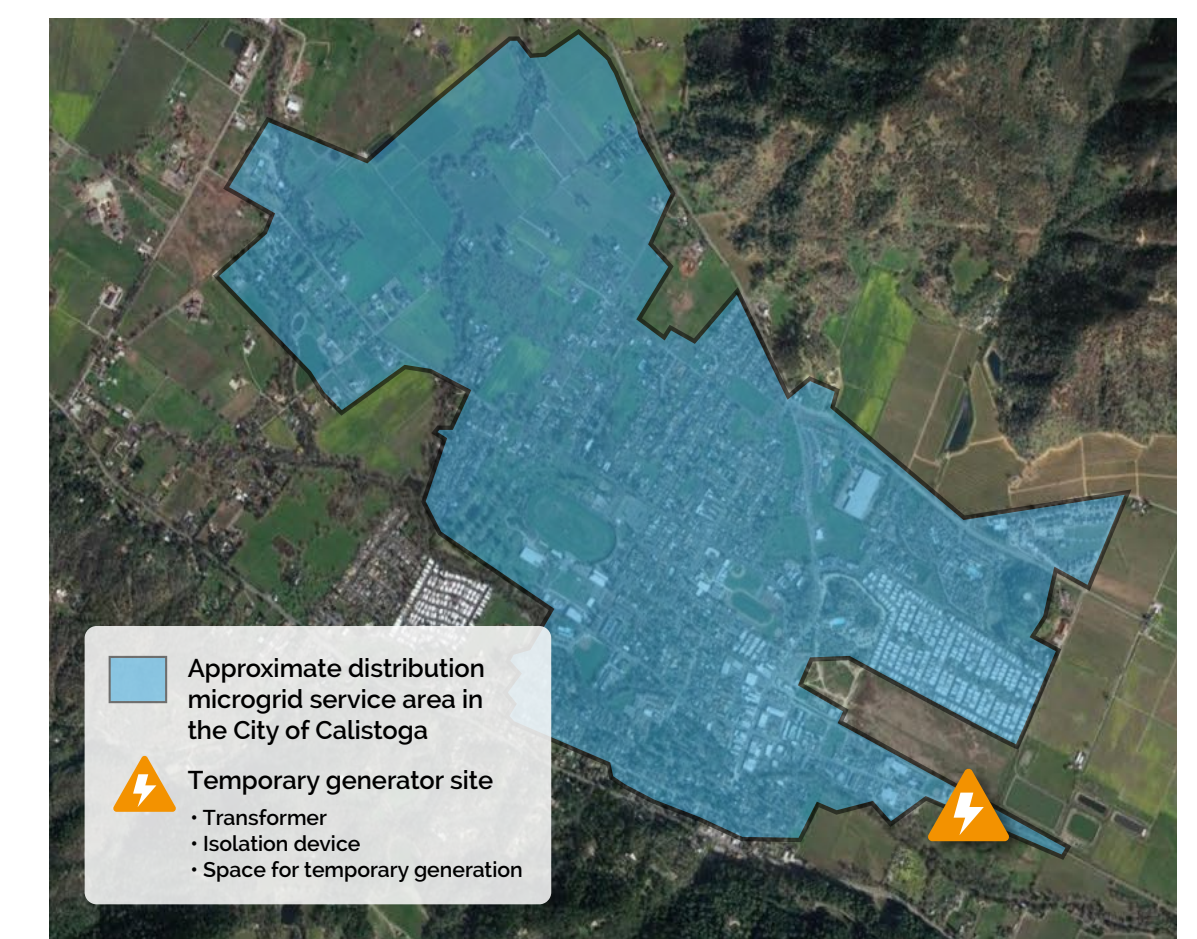 Approximate distribution
microgrid service area in
the City of Calistoga
Temporary generator site
• Transformer
• Isolation device
• Space for temporary generation